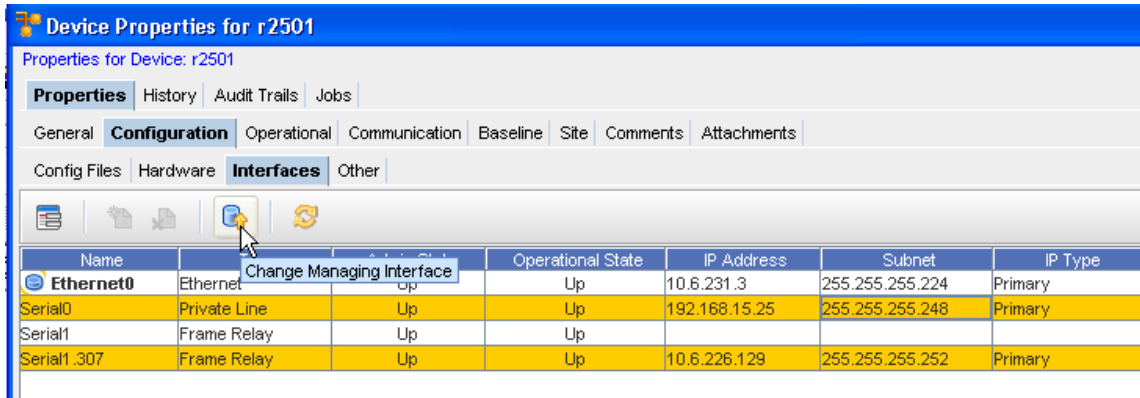 Device Properties for r2501
Properties for Device: r2501
Properties History Audit Trails Jobs
General Configuration Operational Communication Baseline Site Comments Attachments
Config Files Hardware Interfaces Other
Name Operational State IP Address Subnet IP Type
Change Managing Interface
Ethernet0 Ethernet Up Up 10.6.231.3 255.255.255.224 Primary
Serial0 Private Line Up Up 192.168.15.25 255.255.255.248 Primary
Serial1 Frame Relay Up Up
Serial1.307 Frame Relay Up Up 10.6.226.129 255.255.255.252 Primary